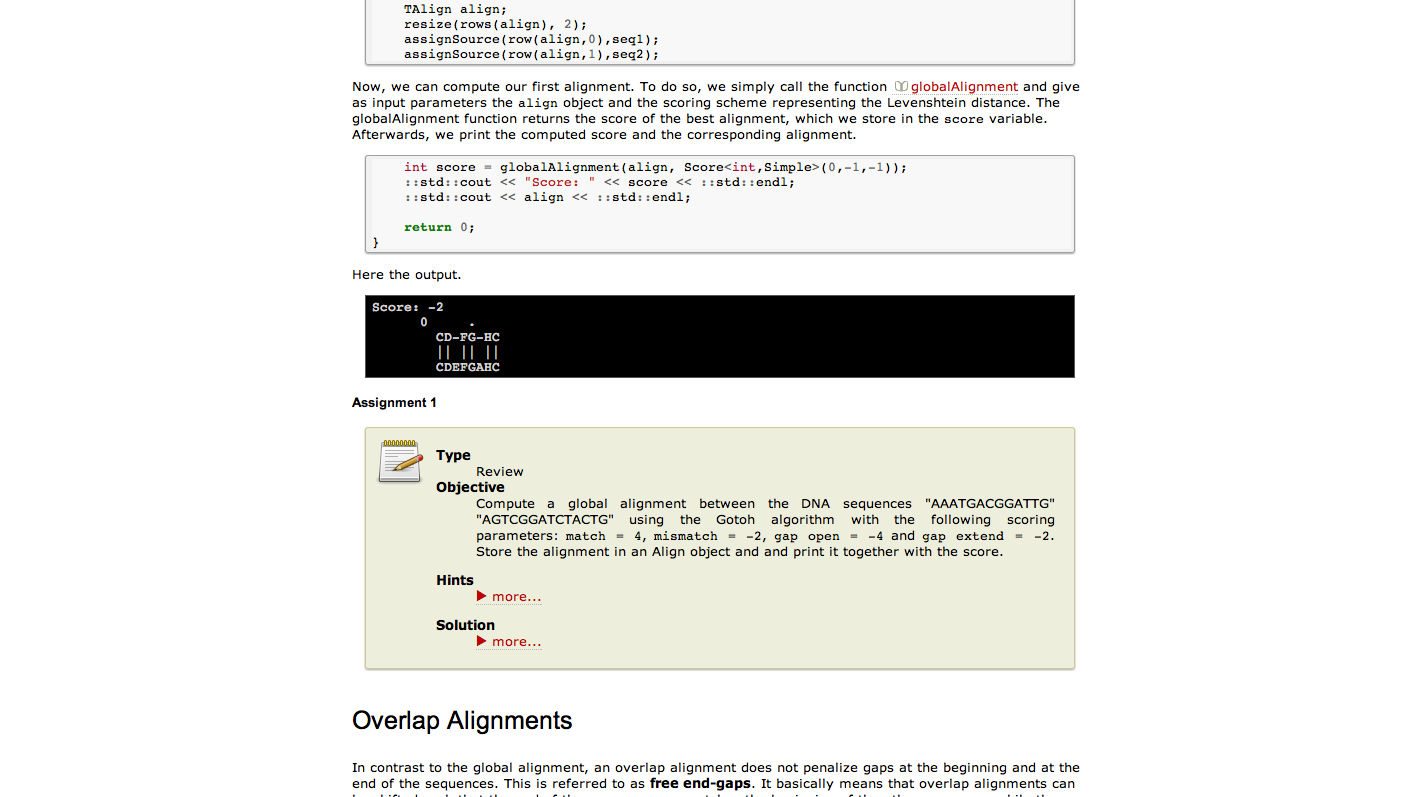 TAlign align;
resize(rows(align), 2);
assignSource(row(align,0),seq1);
assignSource(row(align,1),seq2);
Now, we can compute our first alignment. To do so, we simply call the function globalAlignment and give
as input parameters the align object and the scoring scheme representing the Levenshtein distance. The
globalAlignment function returns the score of the best alignment, which we store in the score variable.
Afterwards, we print the computed score and the corresponding alignment.
int score = globalAlignment(align, Score<int,Simple>(0,-1,-1));
::std::cout << "Score: " << score << ::std::endl;
::std::cout << align << ::std::endl;
return 0;
}
Here the output.
Score: -2
0     .
CD-FG-HC
|| || ||
CDEFGAHC
Assignment 1
Type
Review
Objective
Compute a global alignment between the DNA sequences "AAATGACGGATTG"
"AGTCGGATCTACTG" using the Gotoh algorithm with the following scoring
parameters: match = 4, mismatch = -2, gap open = -4 and gap extend = -2.
Store the alignment in an Align object and and print it together with the score.
Hints
more...
Solution
more...
Overlap Alignments
In contrast to the global alignment, an overlap alignment does not penalize gaps at the beginning and at the
end of the sequences. This is referred to as free end-gaps. It basically means that overlap alignments can